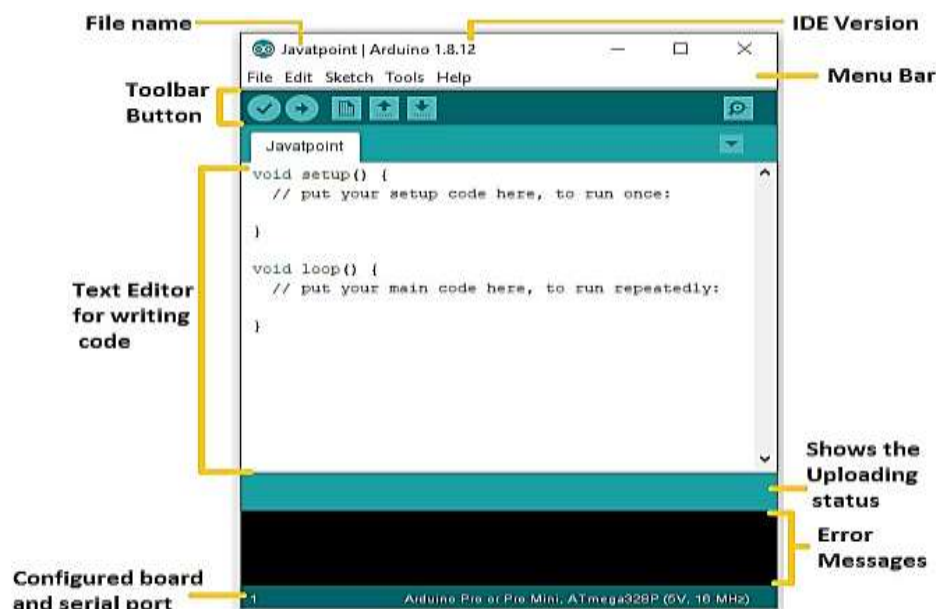 File name
IDE Version
Javatpoint | Arduino 1.8.12
File Edit Sketch Tools Help
Menu Bar
Toolbar
Button
Javatpoint
void setup() {
// put your setup code here, to run once:
}
void loop() {
// put your main code here, to run repeatedly:
}
Text Editor
for writing
code
Shows the
Uploading
status
Error
Messages
Configured board
and serial port
1
Arduino Pro or Pro Mini, ATmega328P (5V, 16 MHz)